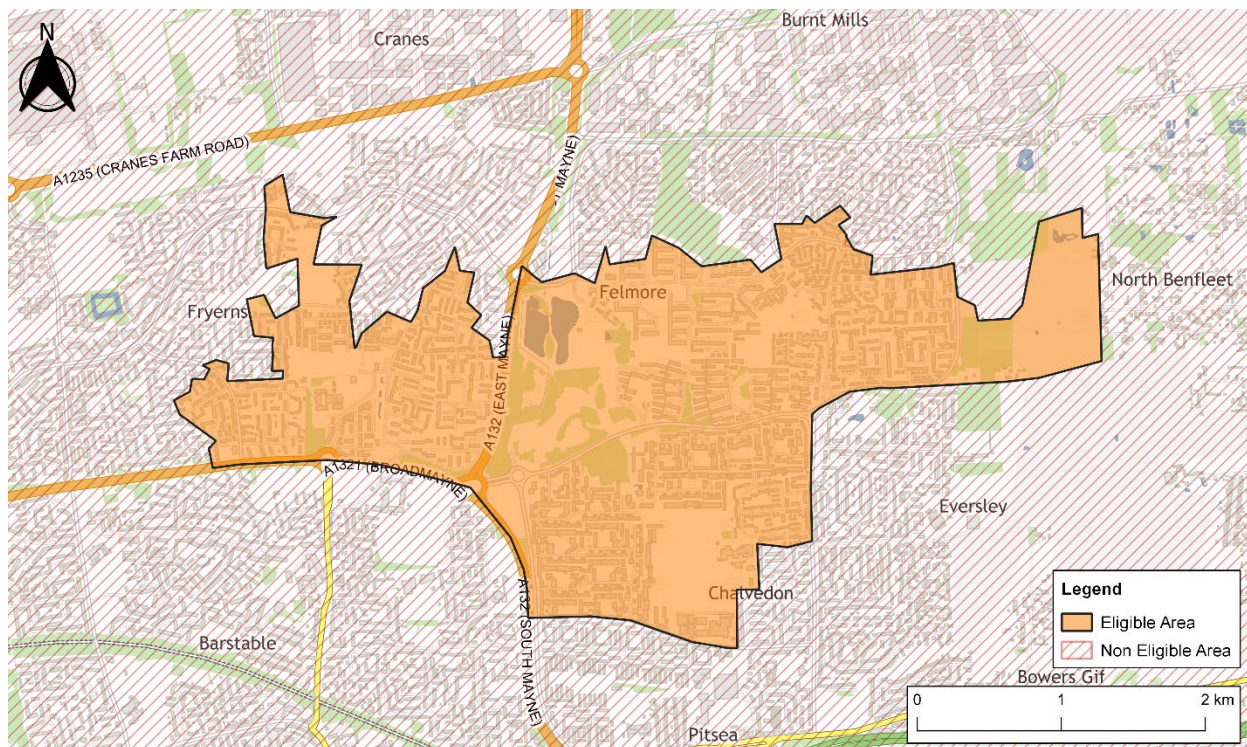 Burnt Mills
N
Cranes
A1235 (CRANES FARM ROAD)
ST MAYNE)
North Benfleet
Felmore
Fryerns
A132 (EAST MAYNE)
A1321 (BROADMAYNE)
Eversley
A132 (SOUTH MAYNE)
Chalvedon
Legend
Eligible Area
Non Eligible Area
Barstable
Bowers Gif
0 1 2 km
Pitsea